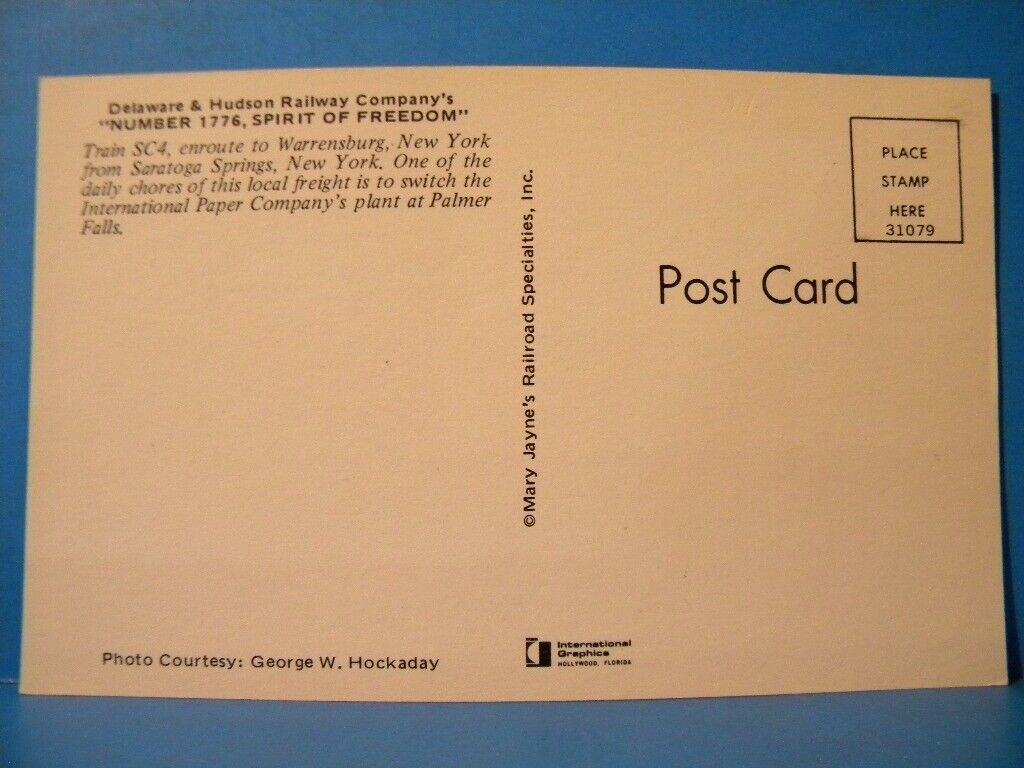 Delaware & Hudson Railway Company's
"NUMBER 1776, SPIRIT OF FREEDOM"
Train SC4, enroute to Warrensburg, New York
from Saratoga Springs, New York. One of the
daily chores of this local freight is to switch the
International Paper Company's plant at Palmer
Falls.
Photo Courtesy: George W. Hockaday
©Mary Jayne's Railroad Specialties, Inc.
International
Graphics
HOLLYWOOD, FLORIDA
PLACE
STAMP
HERE
31079
Post Card